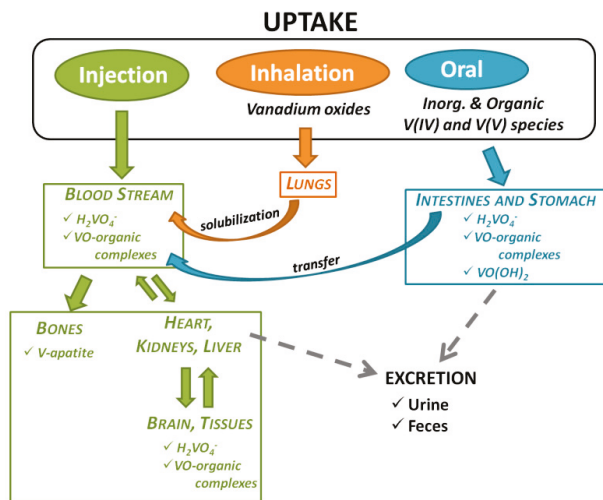 UPTAKE
Injection
Inhalation
Oral
Vanadium oxides
Inorg. & Organic
V(IV) and V(V) species
BLOOD STREAM
✓ H₂VO₄⁻
✓ VO-organic
complexes
solubilization
LUNGS
INTESTINES AND STOMACH
✓ H₂VO₄⁻
✓ VO-organic
complexes
✓ VO(OH)₂
transfer
BONES
✓ V-apatite
HEART,
KIDNEYS, LIVER
BRAIN, TISSUES
✓ H₂VO₄⁻
✓ VO-organic
complexes
EXCRETION
✓ Urine
✓ Feces